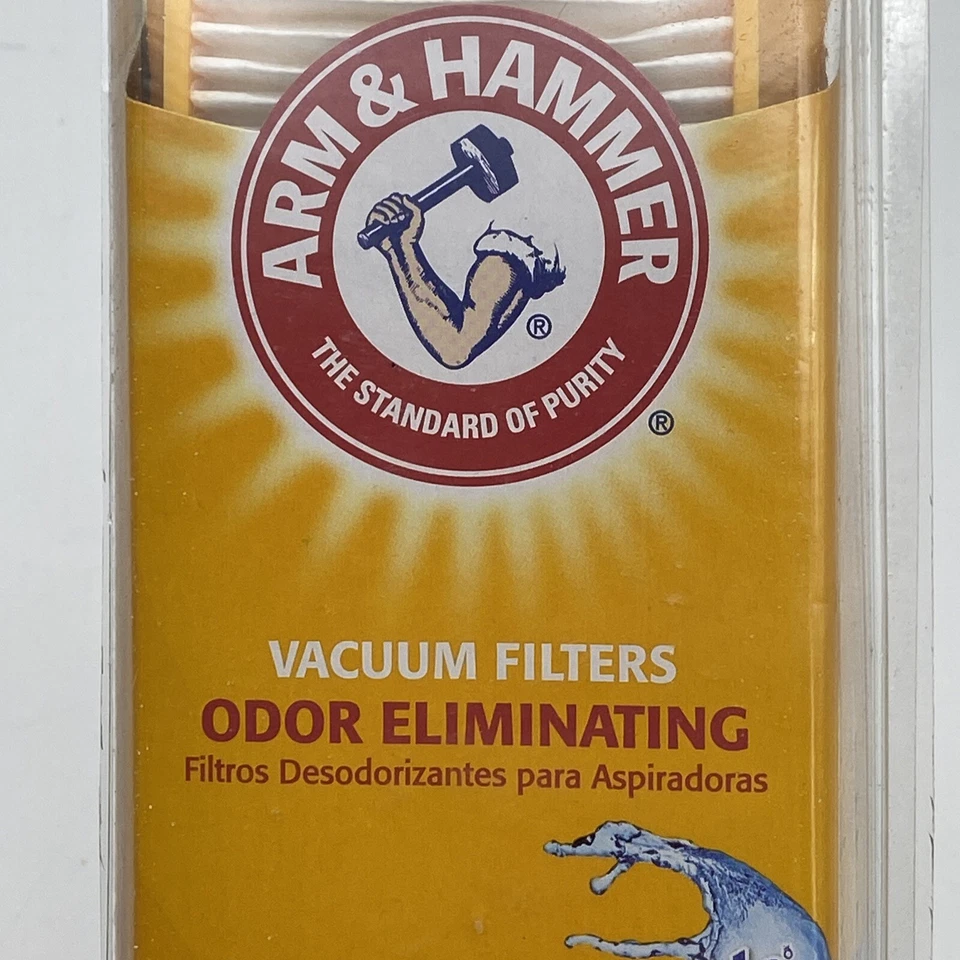 ARM & HAMMER
®
THE STANDARD OF PURITY
®
VACUUM FILTERS
ODOR ELIMINATING
Filtros Desodorizantes para Aspiradoras